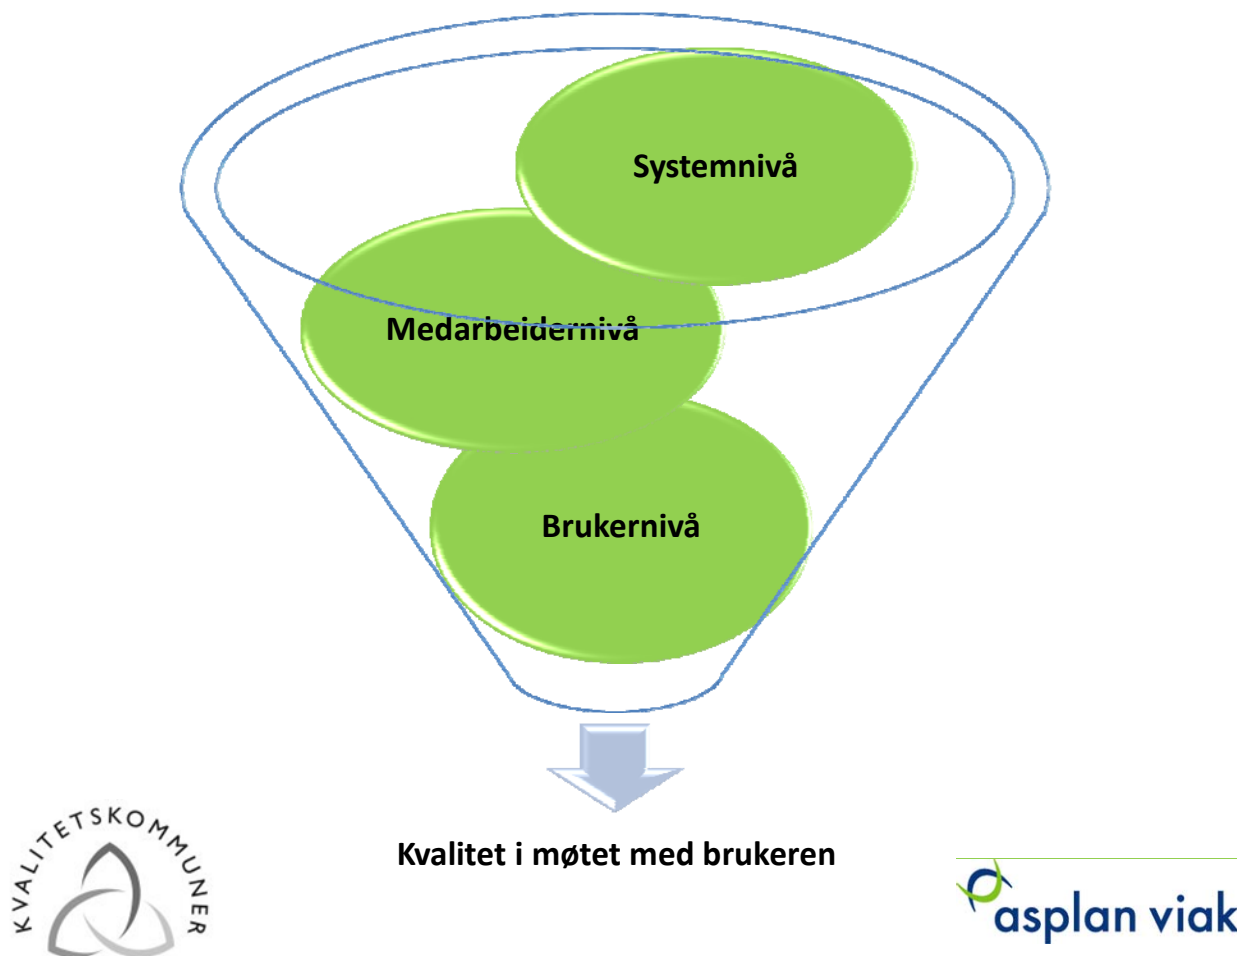 Systemnivå
Medarbeidernivå
Brukernivå
Kvalitet i møtet med brukeren
KVALITETSKOMMUNER
asplan viak